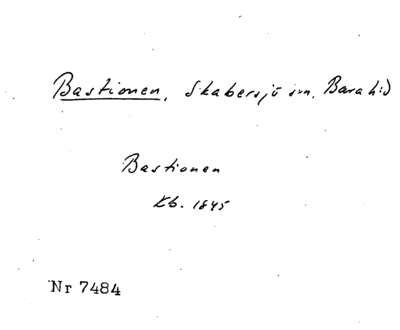 Bastionen, Skabersjö sn. Bara hd
Bastionen
Kb. 1845
Nr 7484